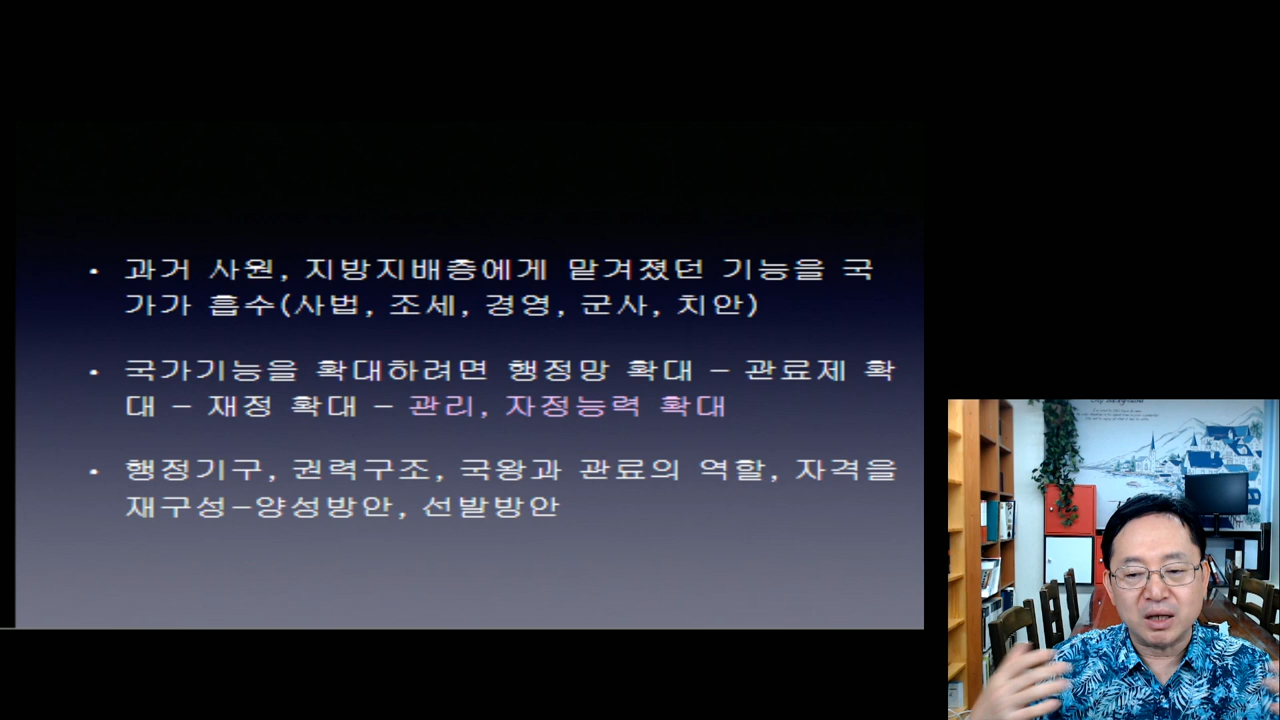 • 과거 사원, 지방지배층에게 맡겨졌던 기능을 국
가가 흡수(사법, 조세, 경영, 군사, 치안)
• 국가기능을 확대하려면 행정망 확대 – 관료제 확
대 – 재정 확대 – 관리, 자정능력 확대
• 행정기구, 권력구조, 국왕과 관료의 역할, 자격을
재구성–양성방안, 선발방안